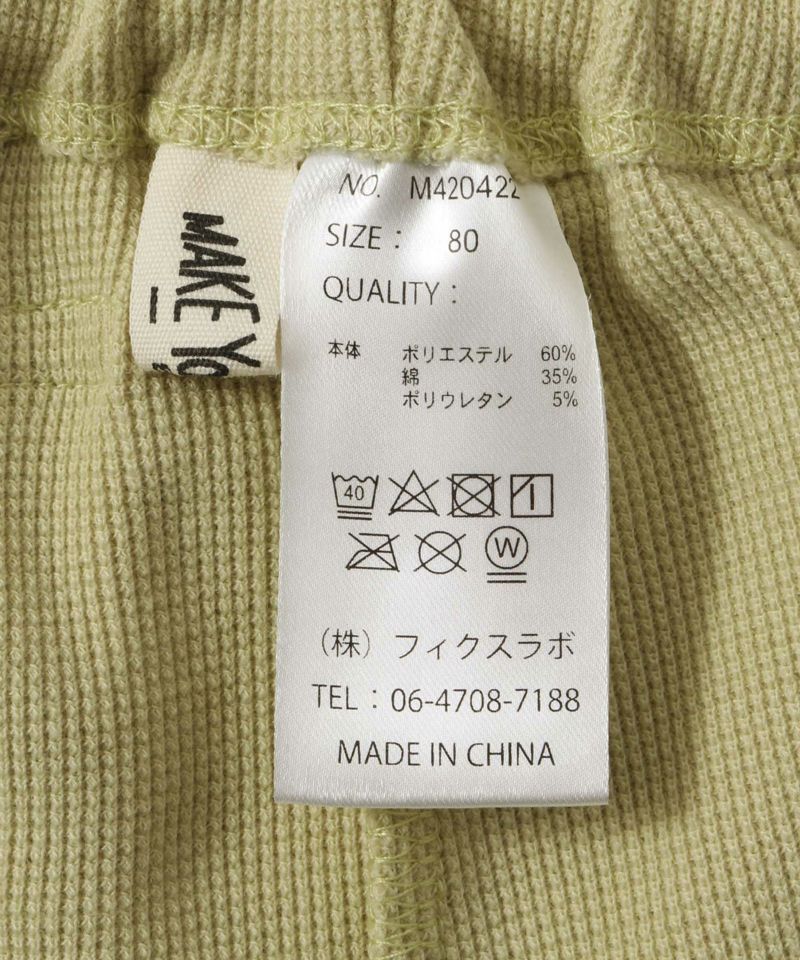 MAKE YO
NO. M420422
SIZE : 80
QUALITY :
本体 ポリエステル 60%
綿 35%
ポリウレタン 5%
40
W
(株) フィクスラボ
TEL : 06-4708-7188
MADE IN CHINA